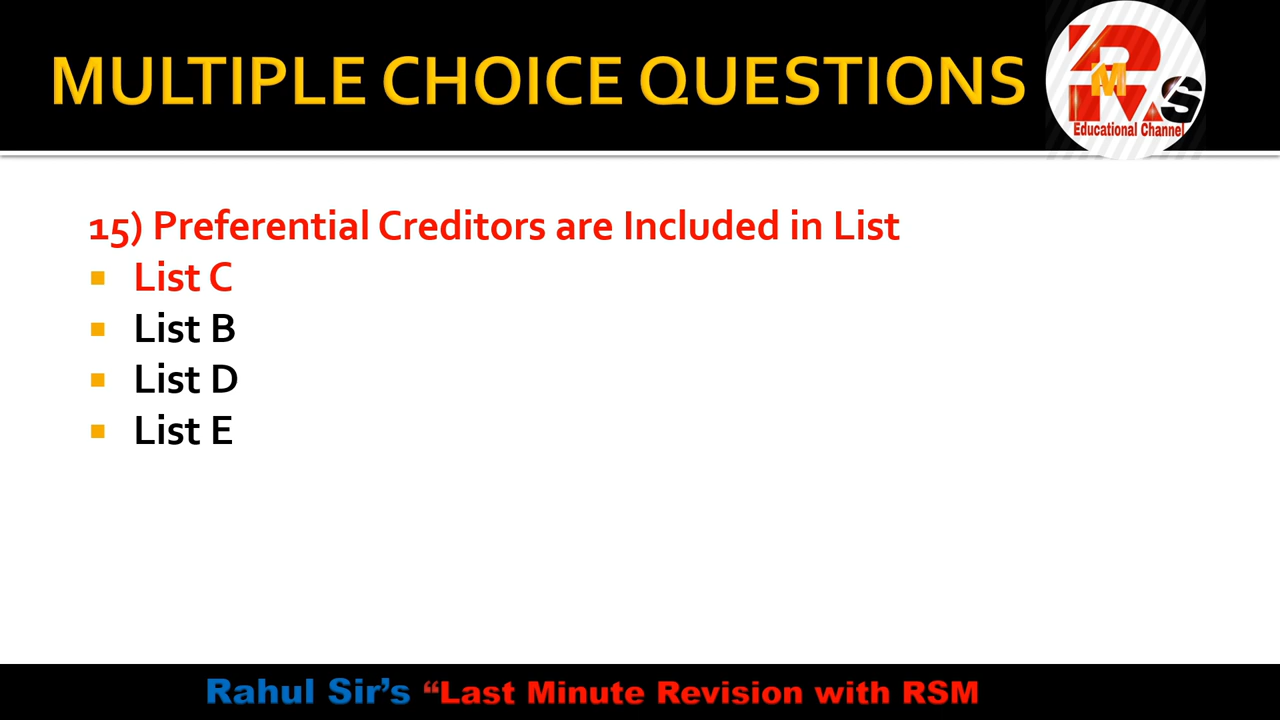 MULTIPLE CHOICE QUESTIONS
RMS
Educational Channel
15) Preferential Creditors are Included in List
List C
List B
List D
List E
Rahul Sir's “Last Minute Revision with RSM